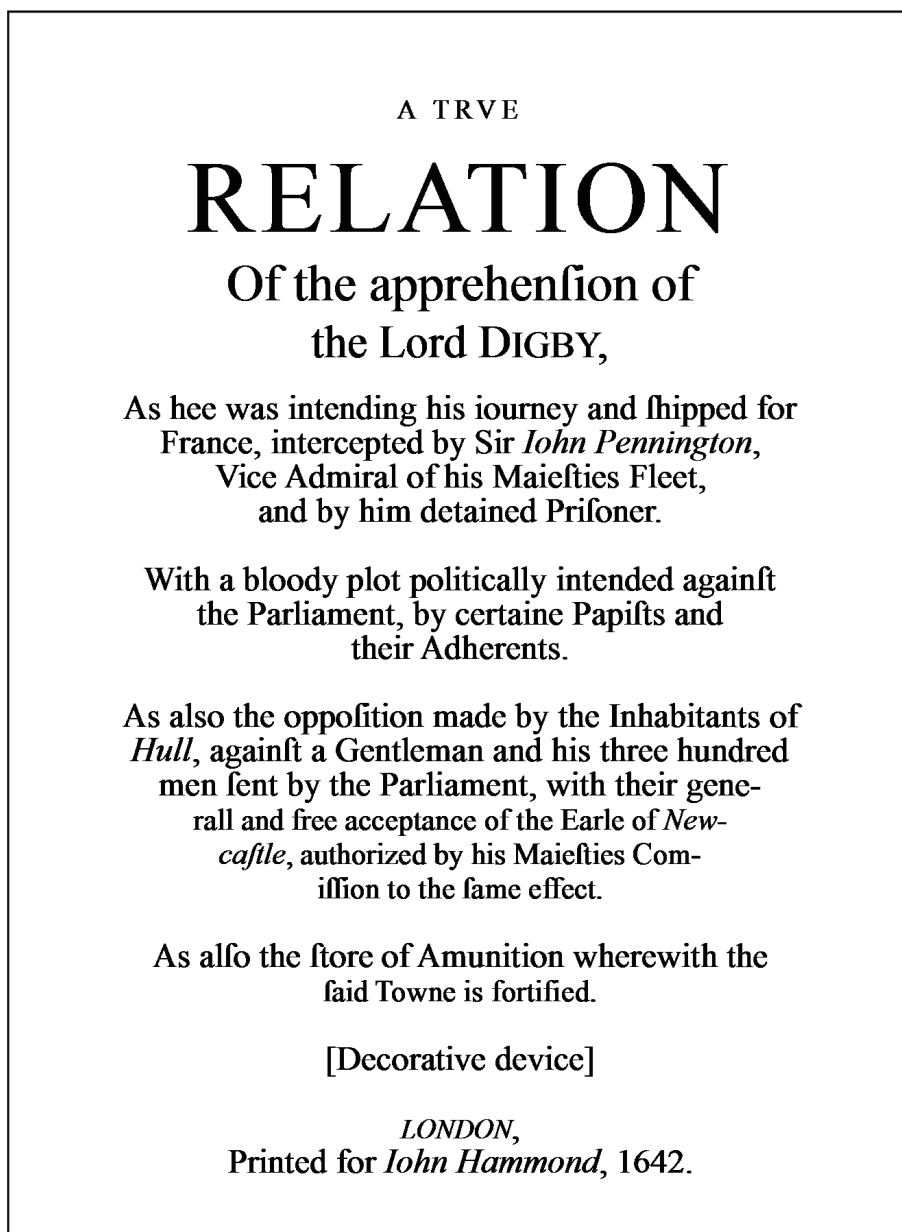 A TRVE
RELATION
Of the apprehenſion of
the Lord DIGBY,
As hee was intending his iourney and ſhipped for
France, intercepted by Sir Iohn Pennington,
Vice Admiral of his Maieſties Fleet,
and by him detained Priſoner.
With a bloody plot politically intended againſt
the Parliament, by certaine Papiſts and
their Adherents.
As also the oppoſition made by the Inhabitants of
Hull, againſt a Gentleman and his three hundred
men ſent by the Parliament, with their gene-
rall and free acceptance of the Earle of New-
caſtle, authorized by his Maieſties Com-
iſſion to the ſame effect.
As alſo the ſtore of Amunition wherewith the
ſaid Towne is fortified.
[Decorative device]
LONDON,
Printed for Iohn Hammond, 1642.